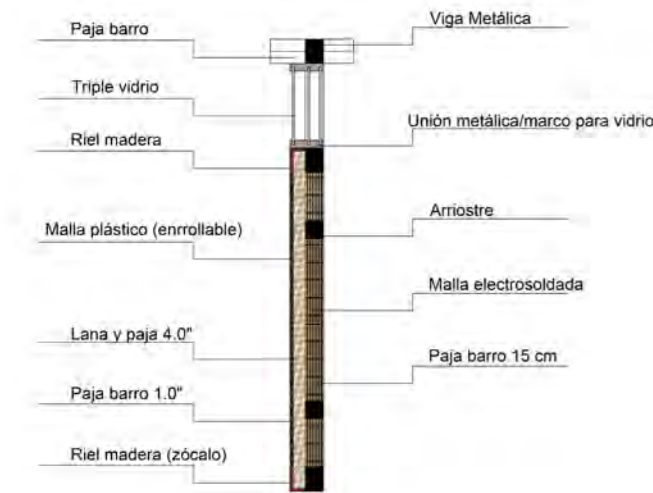 Paja barro
Triple vidrio
Riel madera
Malla plástico (enrrollable)
Lana y paja 4.0"
Paja barro 1.0"
Riel madera (zócalo)
Viga Metálica
Unión metálica/marco para vidrio
Arriostre
Malla electrosoldada
Paja barro 15 cm